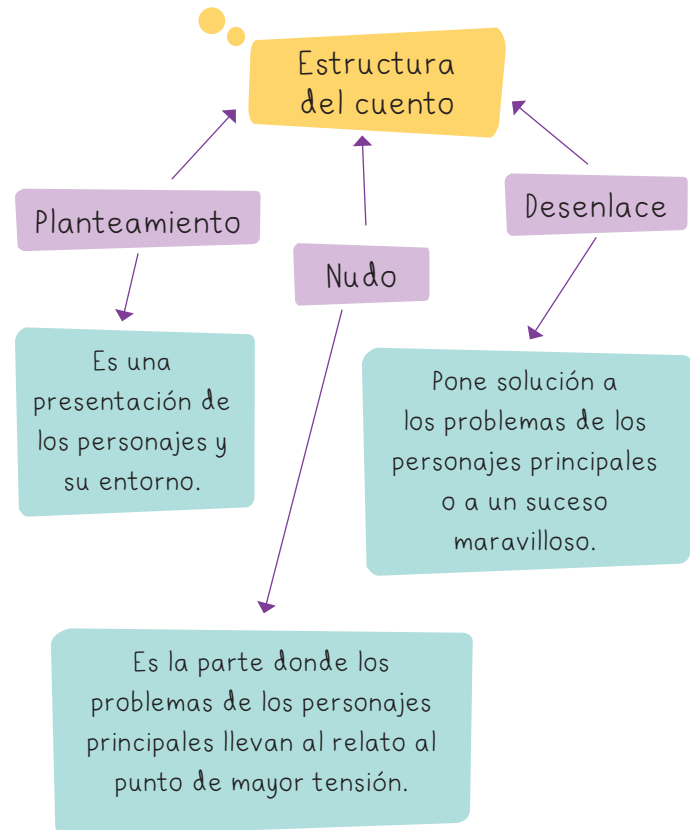 Estructura
del cuento
Planteamiento
Nudo
Desenlace
Es una
presentación de
los personajes y
su entorno.
Pone solución a
los problemas de los
personajes principales
o a un suceso
maravilloso.
Es la parte donde los
problemas de los personajes
principales llevan al relato al
punto de mayor tensión.